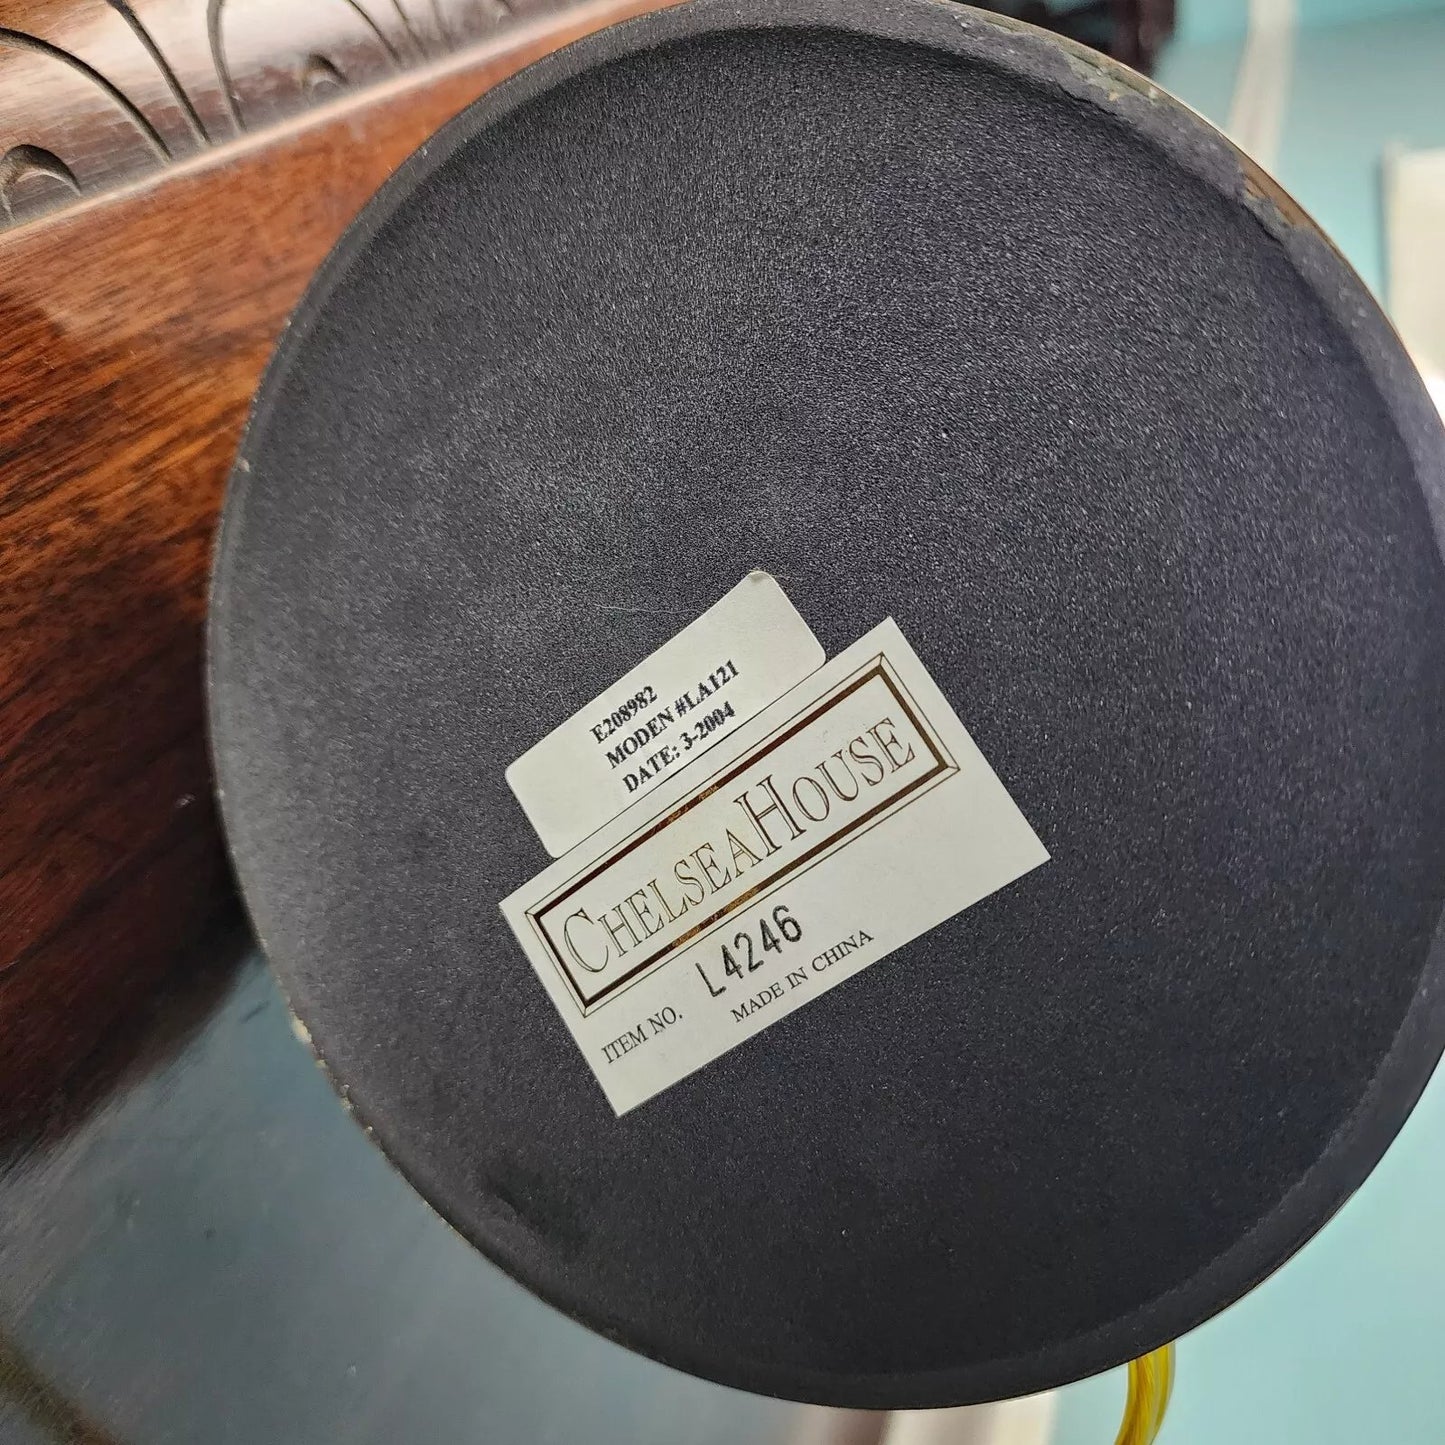 E208982
MODEN #LA121
DATE: 3-2004
CHELSEAHOUSE
ITEM NO. L4246
MADE IN CHINA